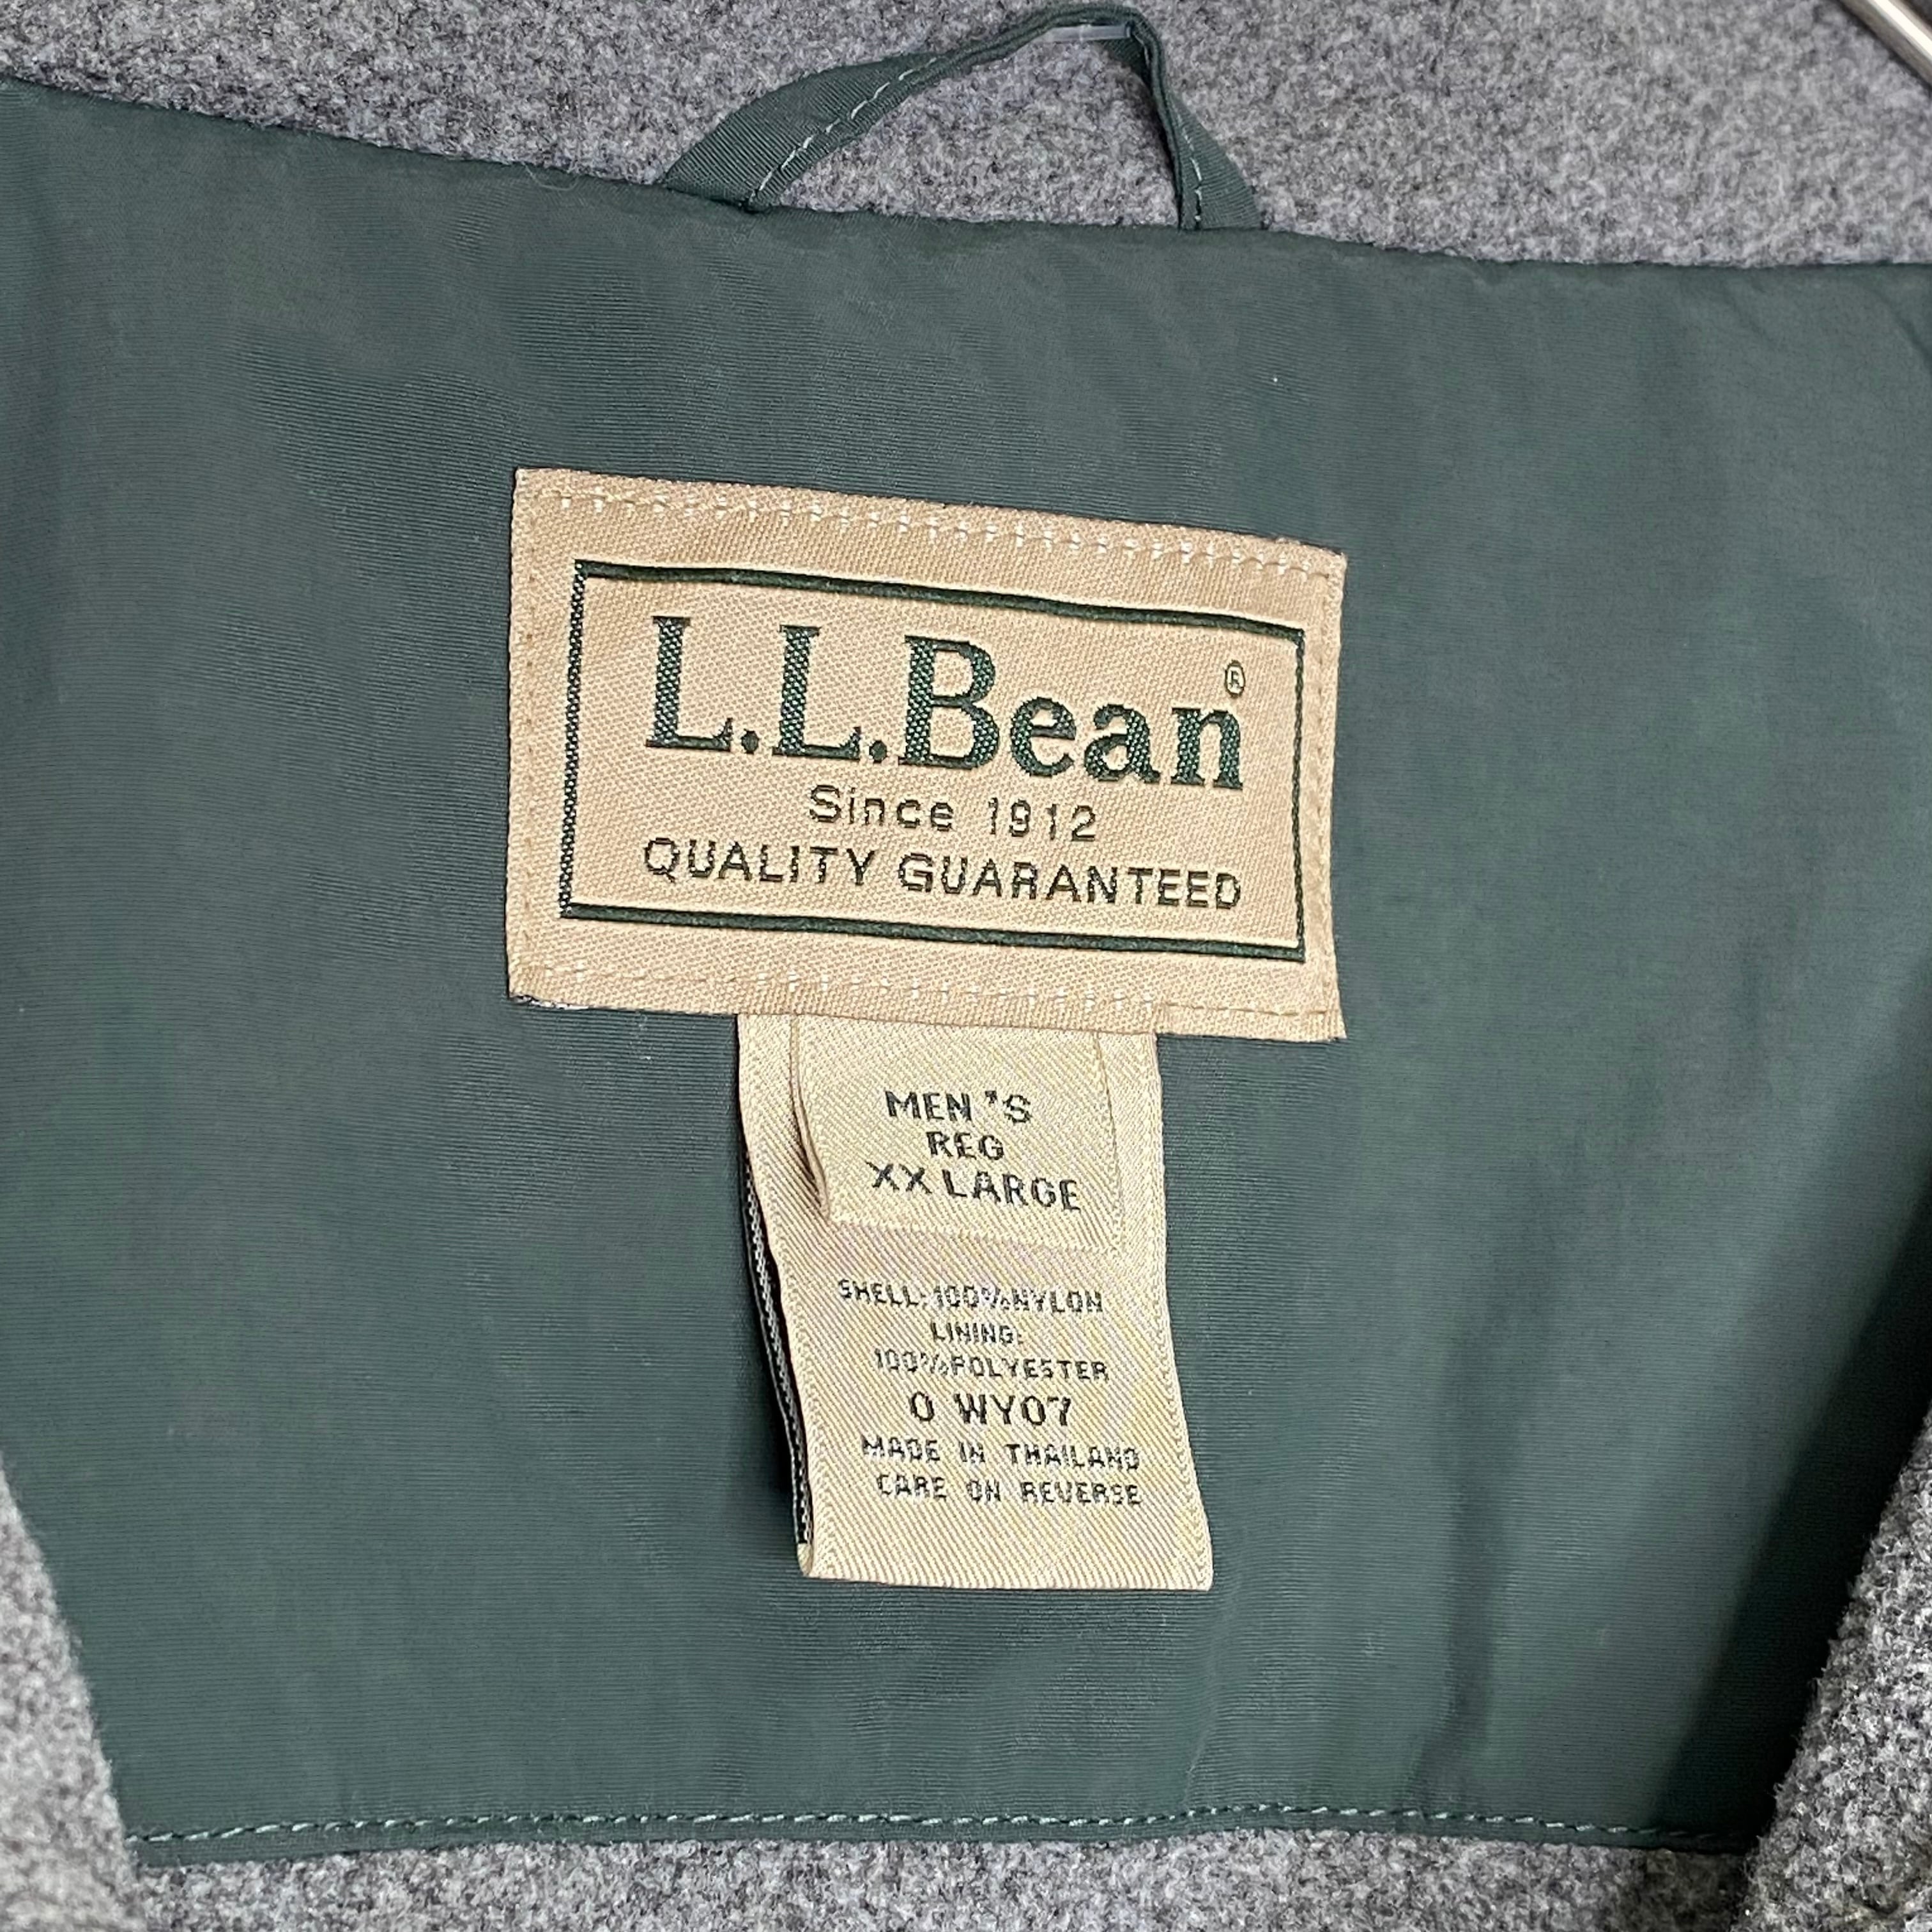 L.L.Bean®
Since 1912
QUALITY GUARANTEED
MEN'S
REG
XX LARGE
SHELL:100%NYLON
LINING:
100%POLYESTER
0 WY07
MADE IN THAILAND
CARE ON REVERSE